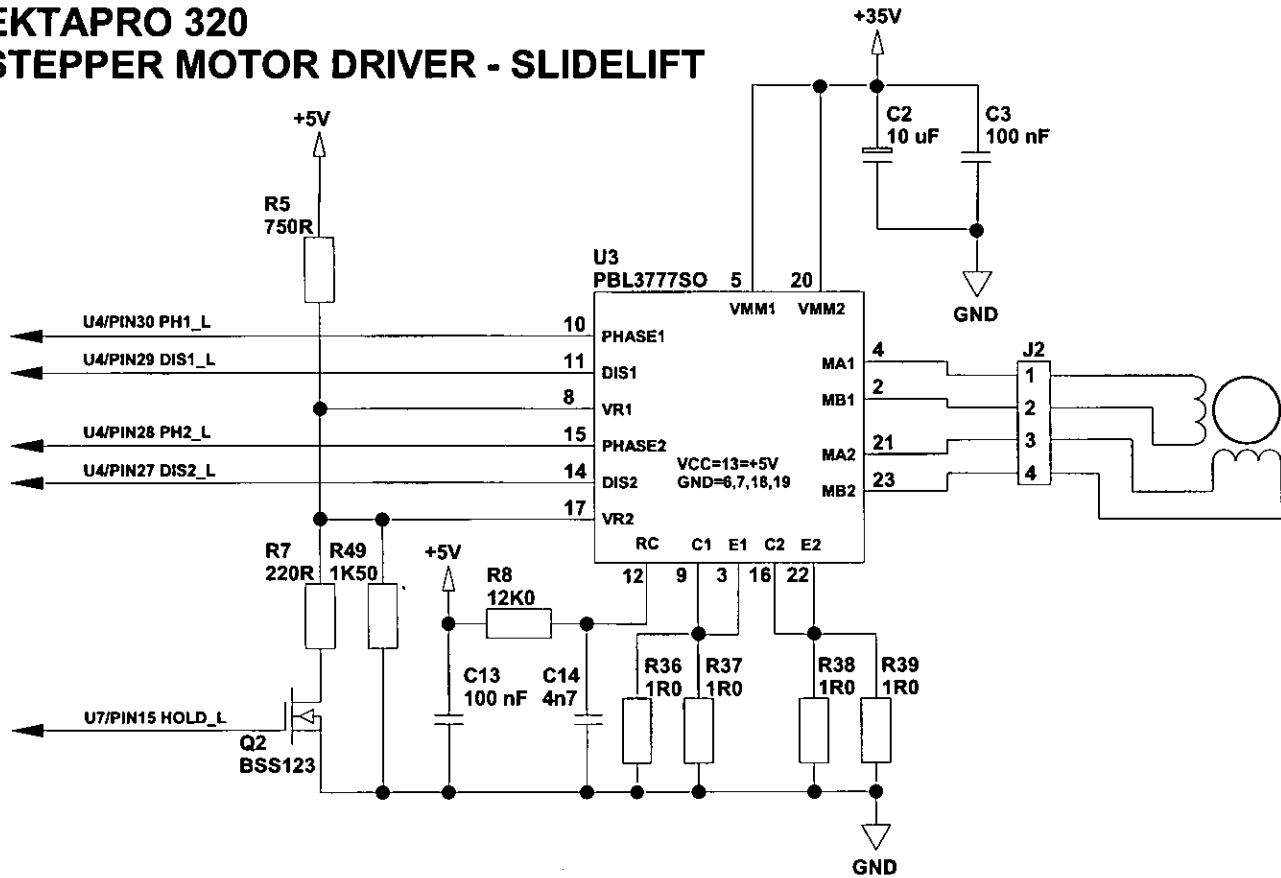 EKTAPRO 320
STEPPER MOTOR DRIVER - SLIDELIFT
+35V
C2
10 uF
C3
100 nF
GND
+5V
R5
750R
U3
PBL3777SO
5
20
VMM1
VMM2
U4/PIN30 PH1_L
10
PHASE1
U4/PIN29 DIS1_L
11
DIS1
8
VR1
U4/PIN28 PH2_L
15
PHASE2
U4/PIN27 DIS2_L
14
DIS2
17
VR2
VCC=13=+5V
GND=6,7,18,19
MA1
4
MB1
2
MA2
21
MB2
23
J2
1
2
3
4
RC
C1
E1
C2
E2
12
9
3
16
22
R7
220R
R49
1K50
+5V
R8
12K0
C13
100 nF
C14
4n7
R36
1R0
R37
1R0
R38
1R0
R39
1R0
U7/PIN15 HOLD_L
Q2
BSS123
GND